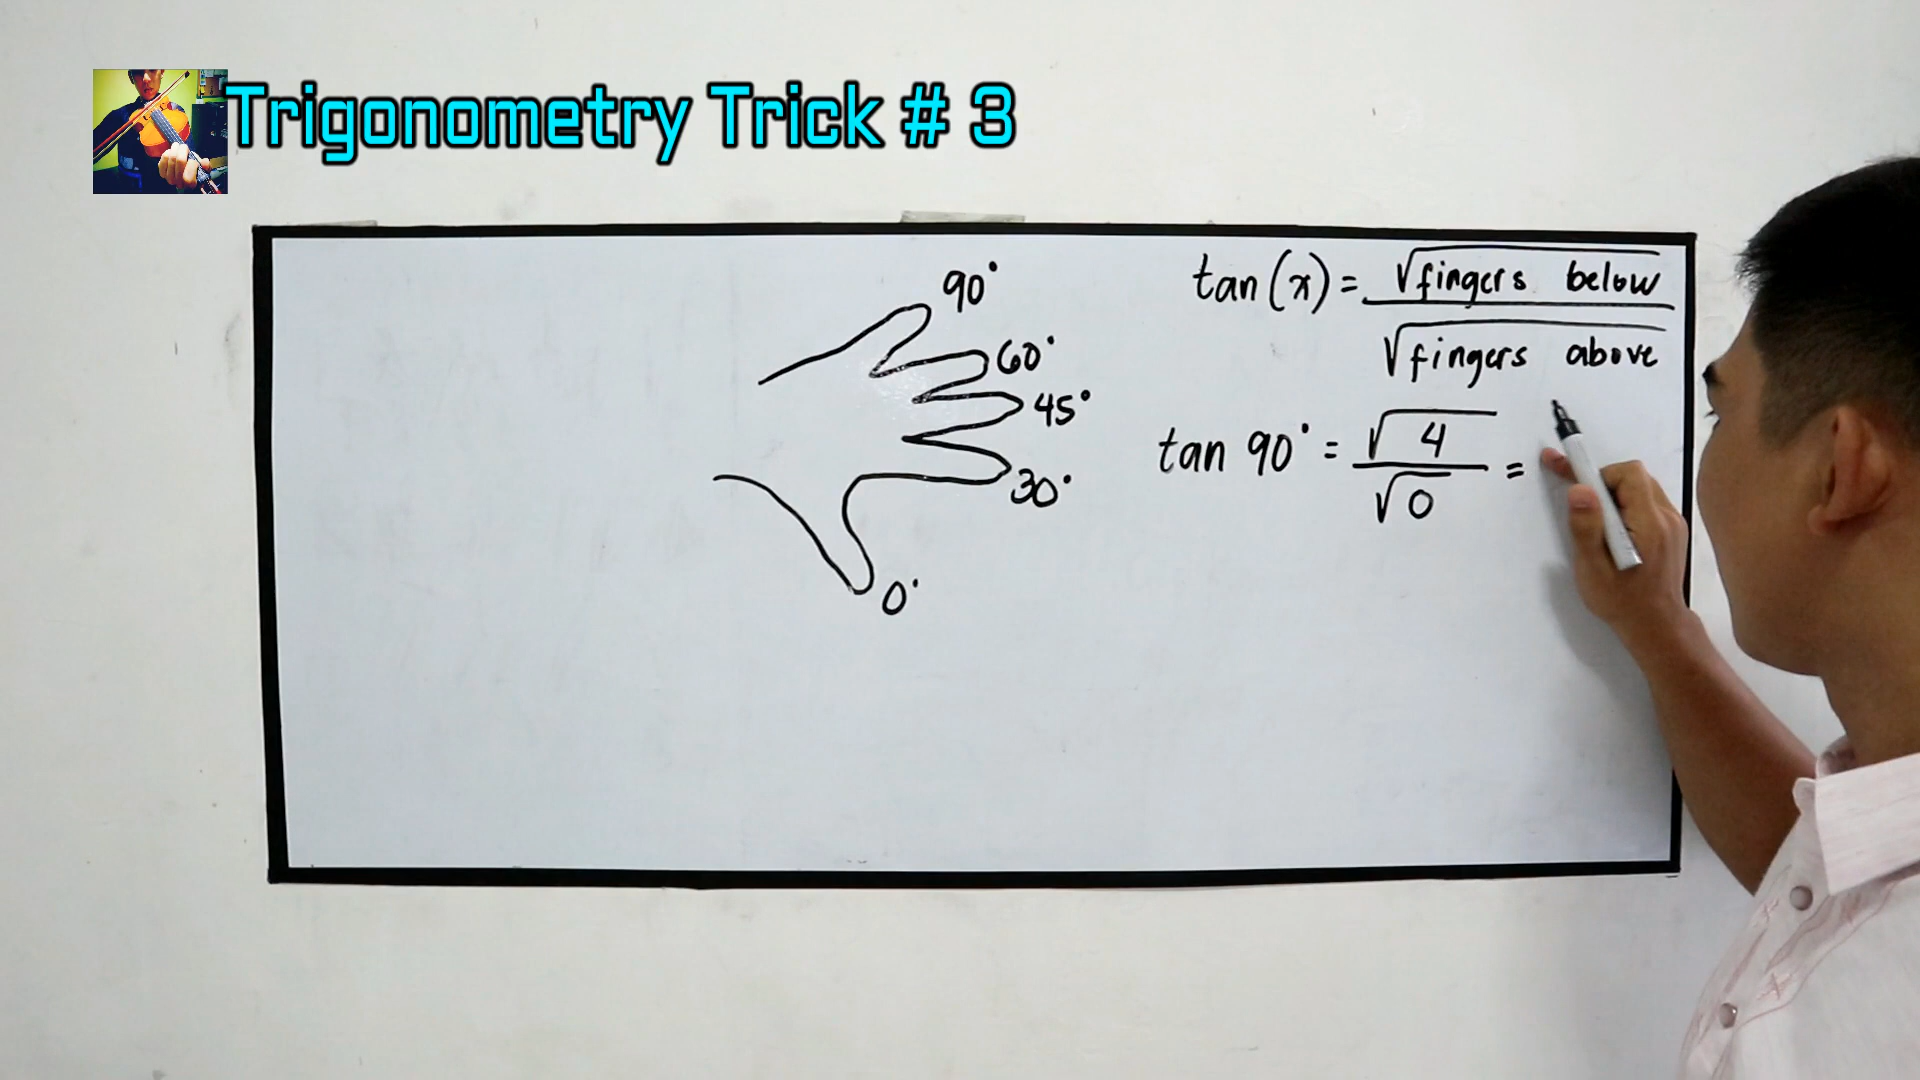 Trigonometry Trick # 3
90°
60°
45°
30°
0°
tan(x) = √fingers below
√fingers above
tan 90° = √4
√0 =